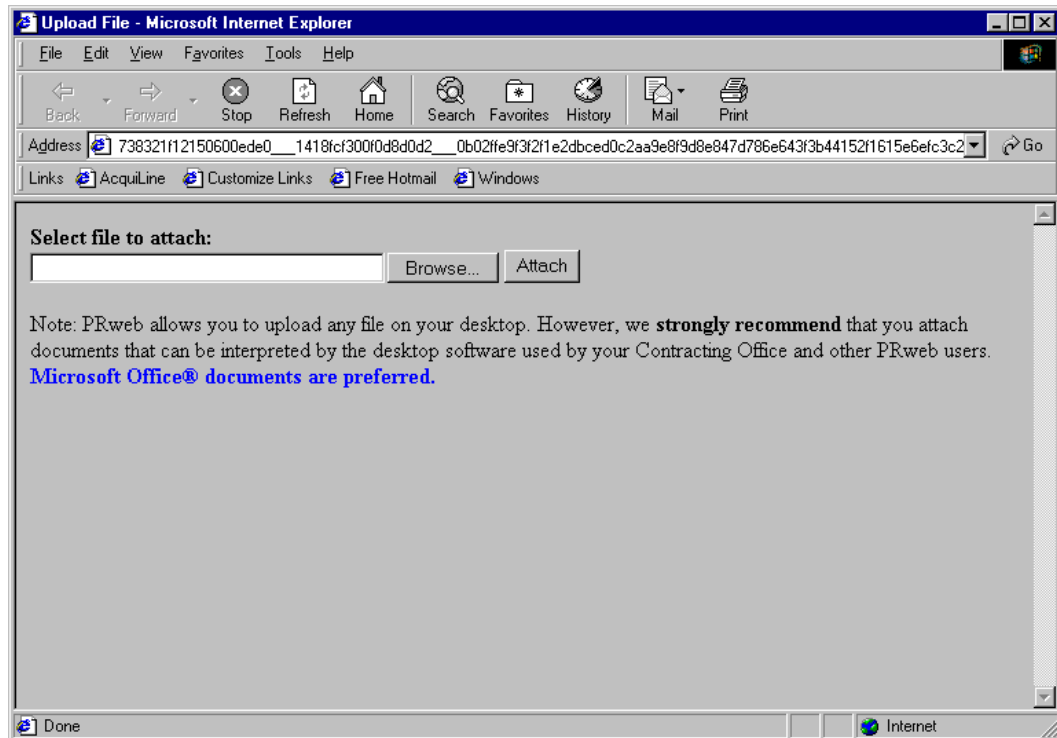 Upload File - Microsoft Internet Explorer
File Edit View Favorites Tools Help
Back Forward Stop Refresh Home Search Favorites History Mail Print
Address 738321f12150600ede0___1418fcf300f0d8d0d2___0b02ffe9f3f2f1e2dbced0c2aa9e8f9d8e847d786e643f3b44152f1615e6efc3c2 Go
Links AcquiLine Customize Links Free Hotmail Windows
Select file to attach:
Browse... Attach
Note: PRweb allows you to upload any file on your desktop. However, we strongly recommend that you attach
documents that can be interpreted by the desktop software used by your Contracting Office and other PRweb users.
Microsoft Office® documents are preferred.
Done Internet